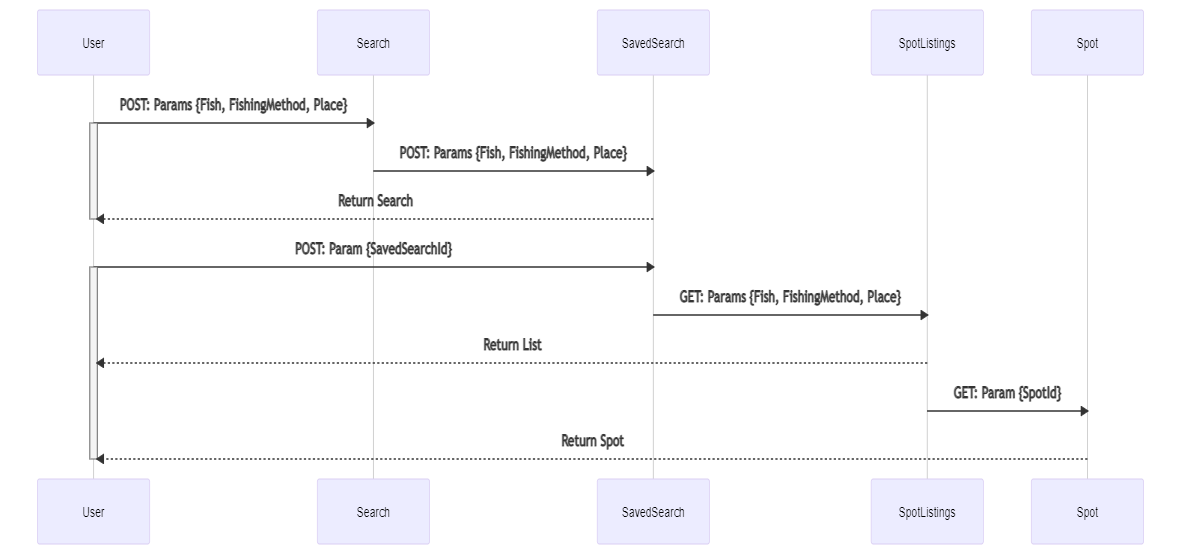 User
Search
SavedSearch
SpotListings
Spot
POST: Params {Fish, FishingMethod, Place}
POST: Params {Fish, FishingMethod, Place}
Return Search
POST: Param {SavedSearchId}
GET: Params {Fish, FishingMethod, Place}
Return List
GET: Param {SpotId}
Return Spot
User
Search
SavedSearch
SpotListings
Spot